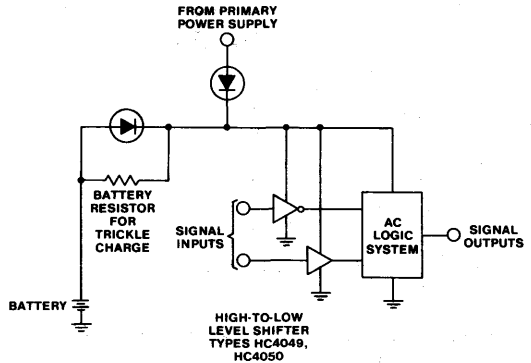 FROM PRIMARY
POWER SUPPLY
BATTERY
RESISTOR
FOR
TRICKLE
CHARGE
SIGNAL
INPUTS
AC
LOGIC
SYSTEM
SIGNAL
OUTPUTS
BATTERY
HIGH-TO-LOW
LEVEL SHIFTER
TYPES HC4049,
HC4050